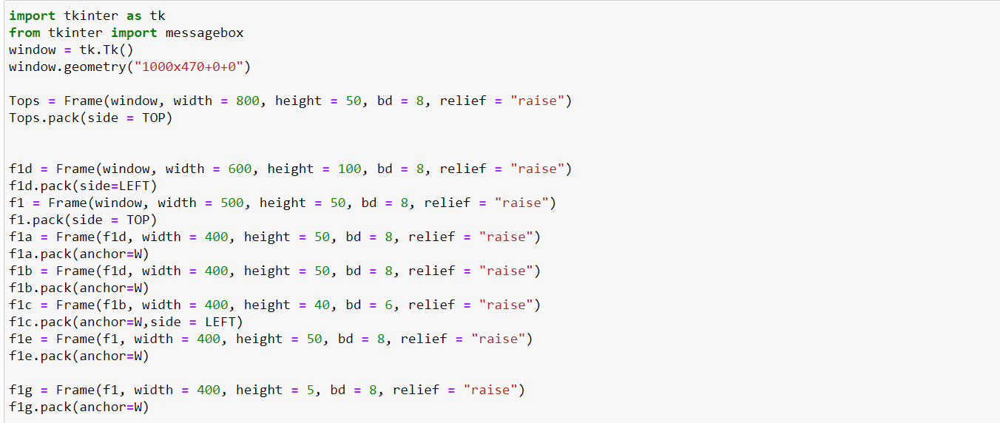 import tkinter as tk
from tkinter import messagebox
window = tk.Tk()
window.geometry("1000x470+0+0")
Tops = Frame(window, width = 800, height = 50, bd = 8, relief = "raise")
Tops.pack(side = TOP)
f1d = Frame(window, width = 600, height = 100, bd = 8, relief = "raise")
f1d.pack(side=LEFT)
f1 = Frame(window, width = 500, height = 50, bd = 8, relief = "raise")
f1.pack(side = TOP)
f1a = Frame(f1d, width = 400, height = 50, bd = 8, relief = "raise")
f1a.pack(anchor=W)
f1b = Frame(f1d, width = 400, height = 50, bd = 8, relief = "raise")
f1b.pack(anchor=W)
f1c = Frame(f1b, width = 400, height = 40, bd = 6, relief = "raise")
f1c.pack(anchor=W,side = LEFT)
f1e = Frame(f1, width = 400, height = 50, bd = 8, relief = "raise")
f1e.pack(anchor=W)
f1g = Frame(f1, width = 400, height = 5, bd = 8, relief = "raise")
f1g.pack(anchor=W)